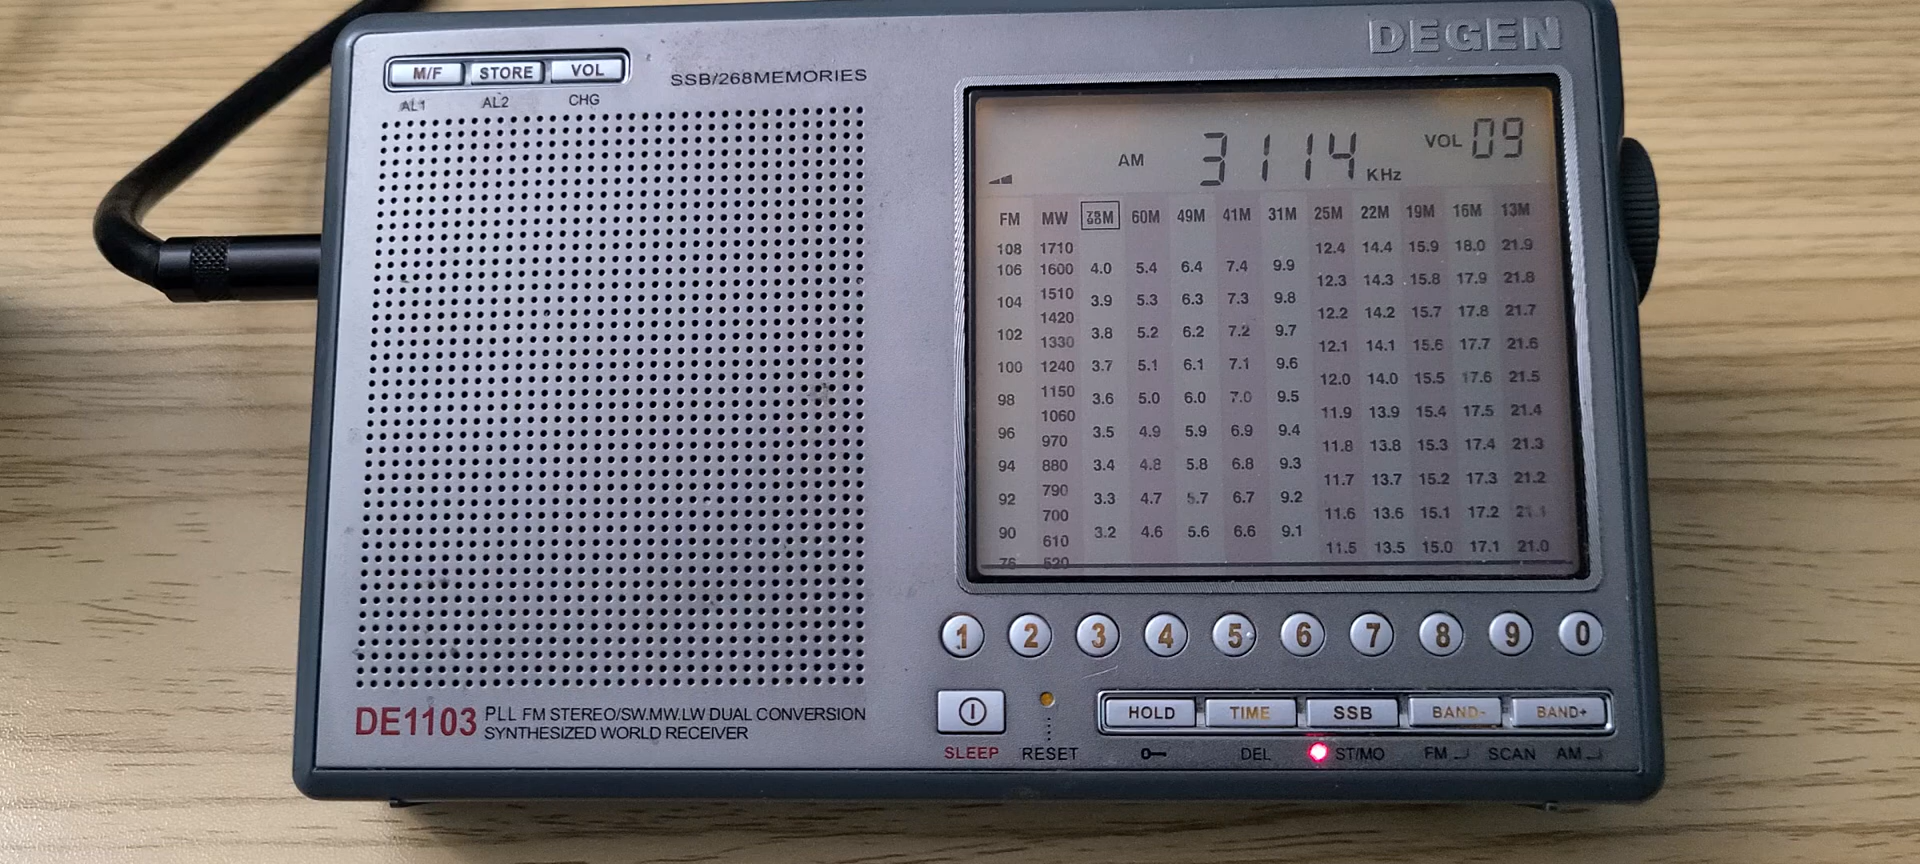 DEGEN
M/F STORE VOL
AL1 AL2 CHG
SSB/268MEMORIES
AM 3114 KHz VOL 09
FM MW 75 60M 49M 41M 31M 25M 22M 19M 16M 13M
108 1710 12.4 14.4 15.9 18.0 21.9
106 1600 4.0 5.4 6.4 7.4 9.9
12.3 14.3 15.8 17.9 21.8
104 1510 3.9 5.3 6.3 7.3 9.8
1420 12.2 14.2 15.7 17.8 21.7
102 1330 3.8 5.2 6.2 7.2 9.7
12.1 14.1 15.6 17.7 21.6
100 1240 3.7 5.1 6.1 7.1 9.6
1150 12.0 14.0 15.5 17.6 21.5
98 1060 3.6 5.0 6.0 7.0 9.5
11.9 13.9 15.4 17.5 21.4
96 970 3.5 4.9 5.9 6.9 9.4
11.8 13.8 15.3 17.4 21.3
94 880 3.4 4.8 5.8 6.8 9.3
790 11.7 13.7 15.2 17.3 21.2
92 3.3 4.7 5.7 6.7 9.2
700 11.6 13.6 15.1 17.2 21.1
90 610 3.2 4.6 5.6 6.6 9.1
11.5 13.5 15.0 17.1 21.0
76 520
1 2 3 4 5 6 7 8 9 0
HOLD TIME SSB BAND- BAND+
SLEEP RESET DEL ST/MO FM SCAN AM
DE1103 PLL FM STEREO/SW.MW.LW DUAL CONVERSION
SYNTHESIZED WORLD RECEIVER